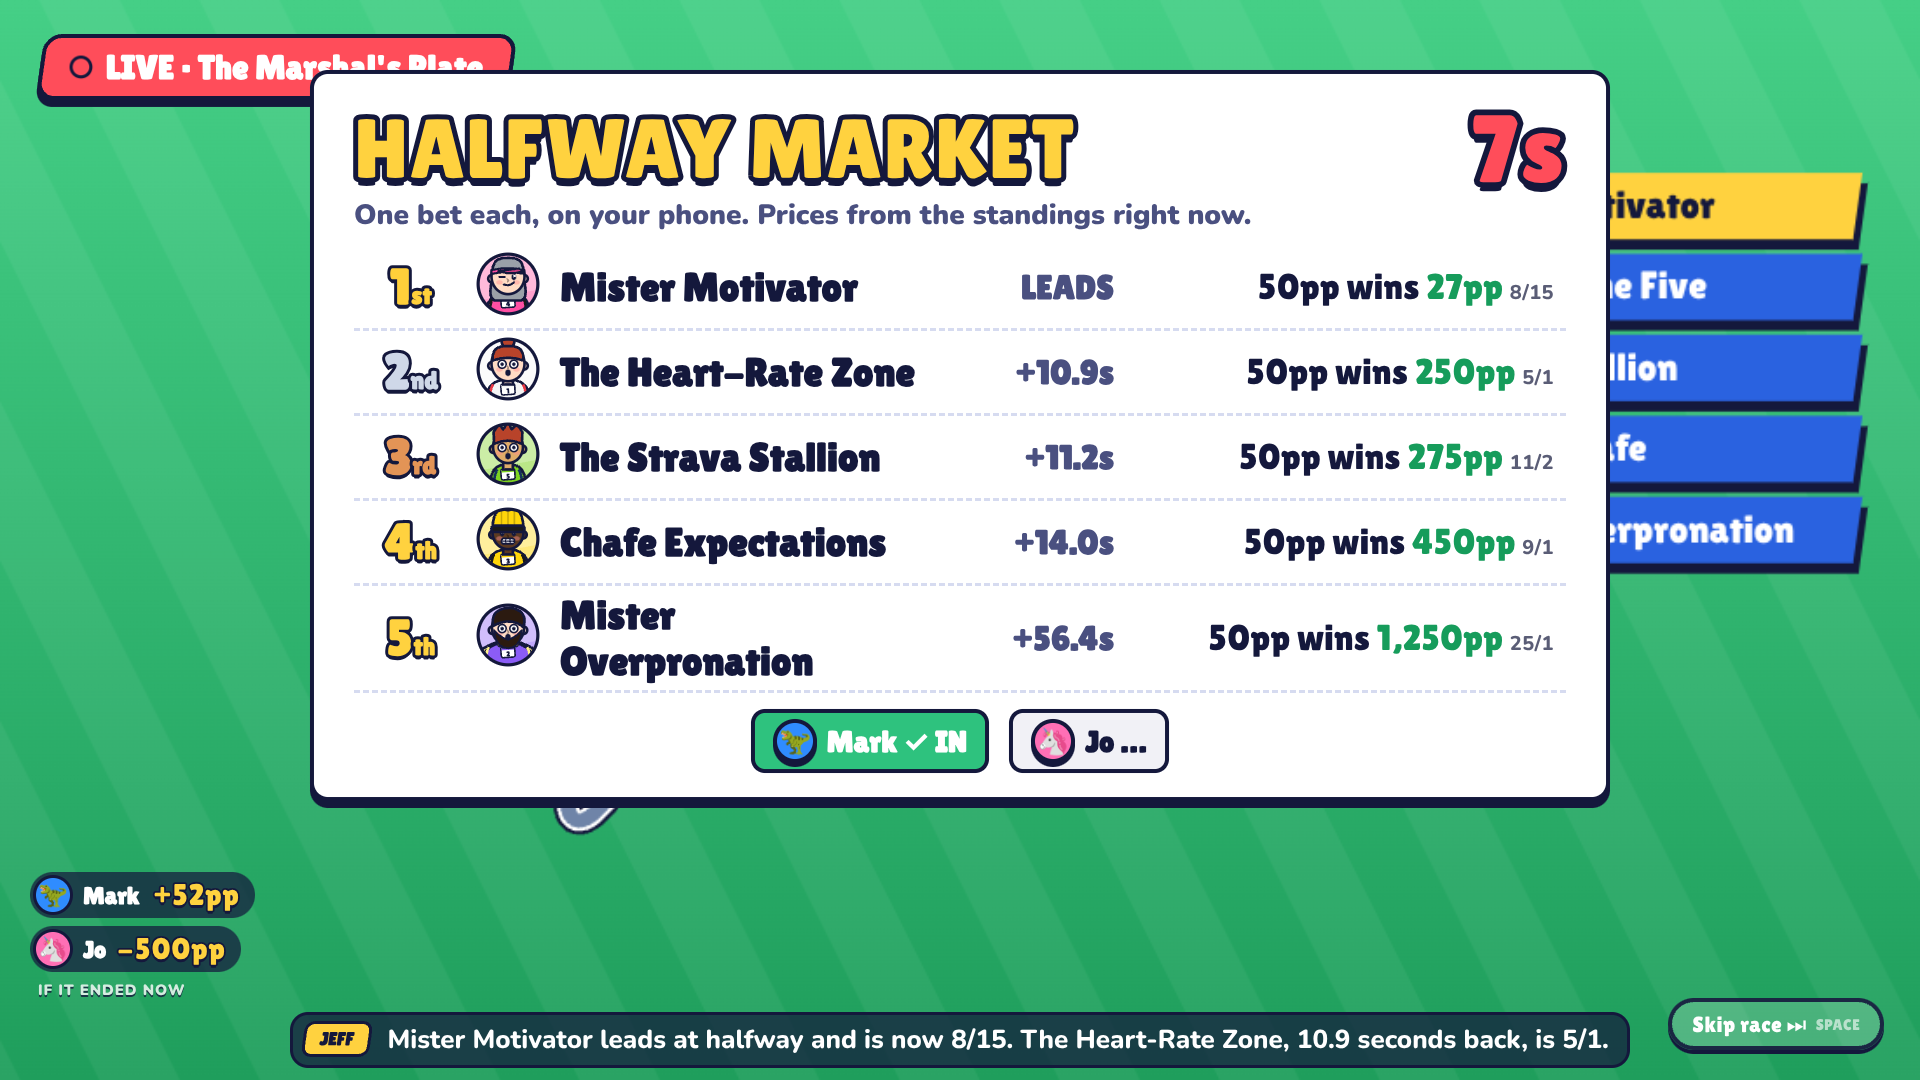 LIVE · The Marshal's Plate
HALFWAY MARKET
7s
One bet each, on your phone. Prices from the standings right now.
1st Mister Motivator LEADS 50pp wins 27pp 8/15
2nd The Heart-Rate Zone +10.9s 50pp wins 250pp 5/1
3rd The Strava Stallion +11.2s 50pp wins 275pp 11/2
4th Chafe Expectations +14.0s 50pp wins 450pp 9/1
5th Mister
Overpronation +56.4s 50pp wins 1,250pp 25/1
Mark ✓ IN
Jo ...
tivator
e Five
llion
afe
erpronation
Mark +52pp
Jo -500pp
IF IT ENDED NOW
JEFF Mister Motivator leads at halfway and is now 8/15. The Heart-Rate Zone, 10.9 seconds back, is 5/1.
Skip race ▸▸| SPACE